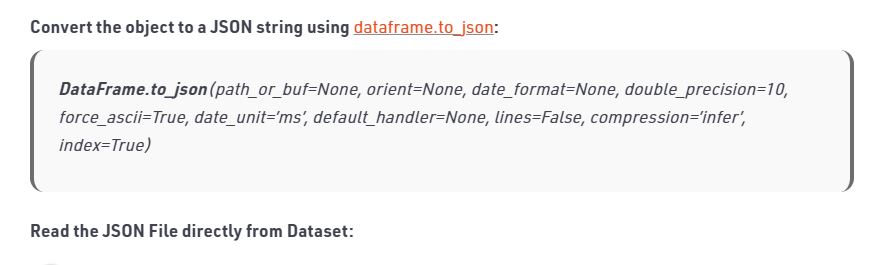 Convert the object to a JSON string using dataframe.to_json:
DataFrame.to_json(path_or_buf=None, orient=None, date_format=None, double_precision=10,
force_ascii=True, date_unit=’ms’, default_handler=None, lines=False, compression=’infer’,
index=True)
Read the JSON File directly from Dataset: